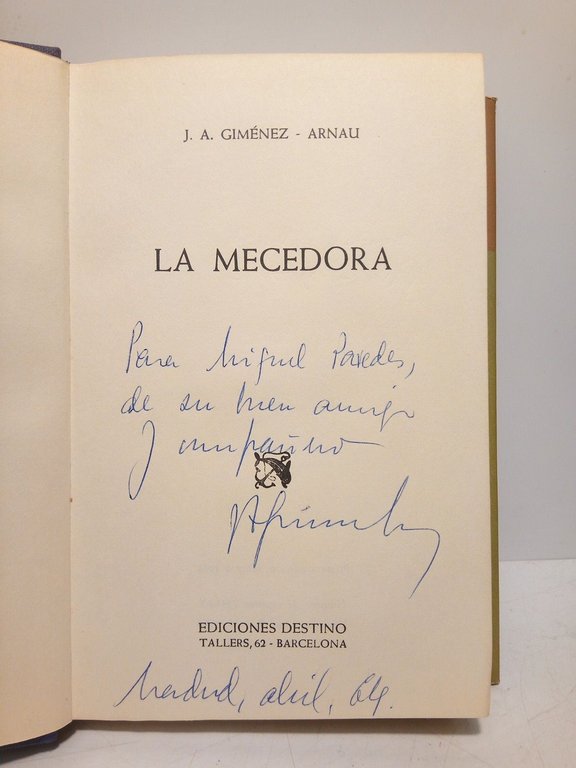 J. A. GIMÉNEZ - ARNAU
LA MECEDORA
Para Miguel Paredes,
de su buen amigo
y compañero
EDICIONES DESTINO
TALLERS, 62 - BARCELONA
Madrid, abril, 64.